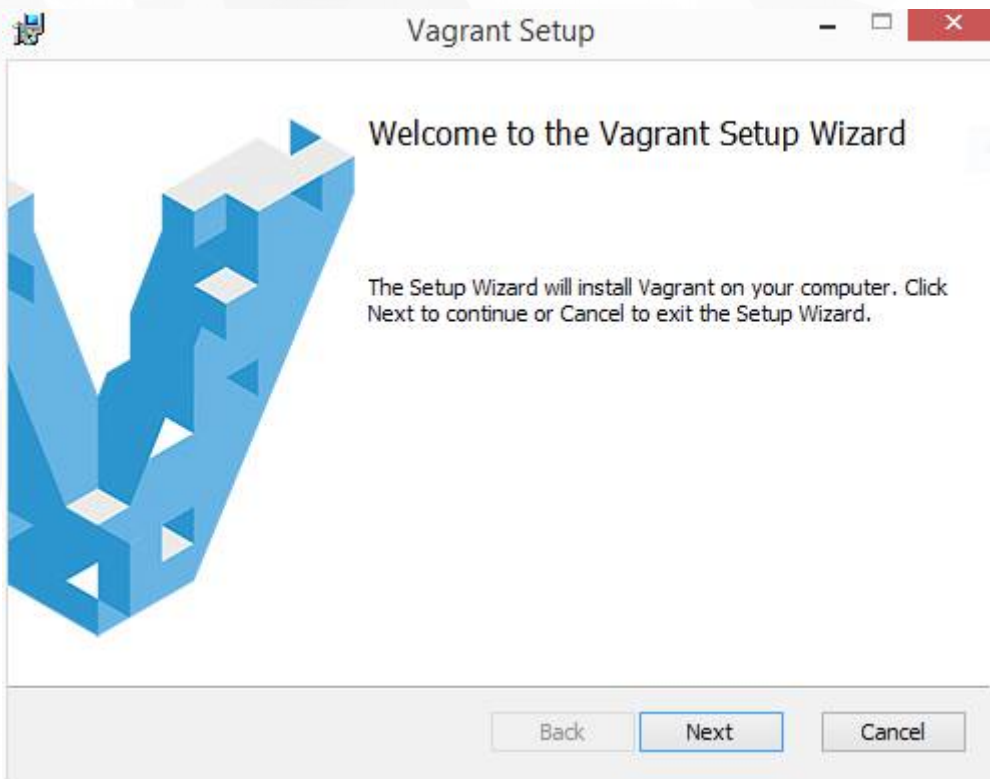 Vagrant Setup
Welcome to the Vagrant Setup Wizard
The Setup Wizard will install Vagrant on your computer. Click
Next to continue or Cancel to exit the Setup Wizard.
Back Next Cancel